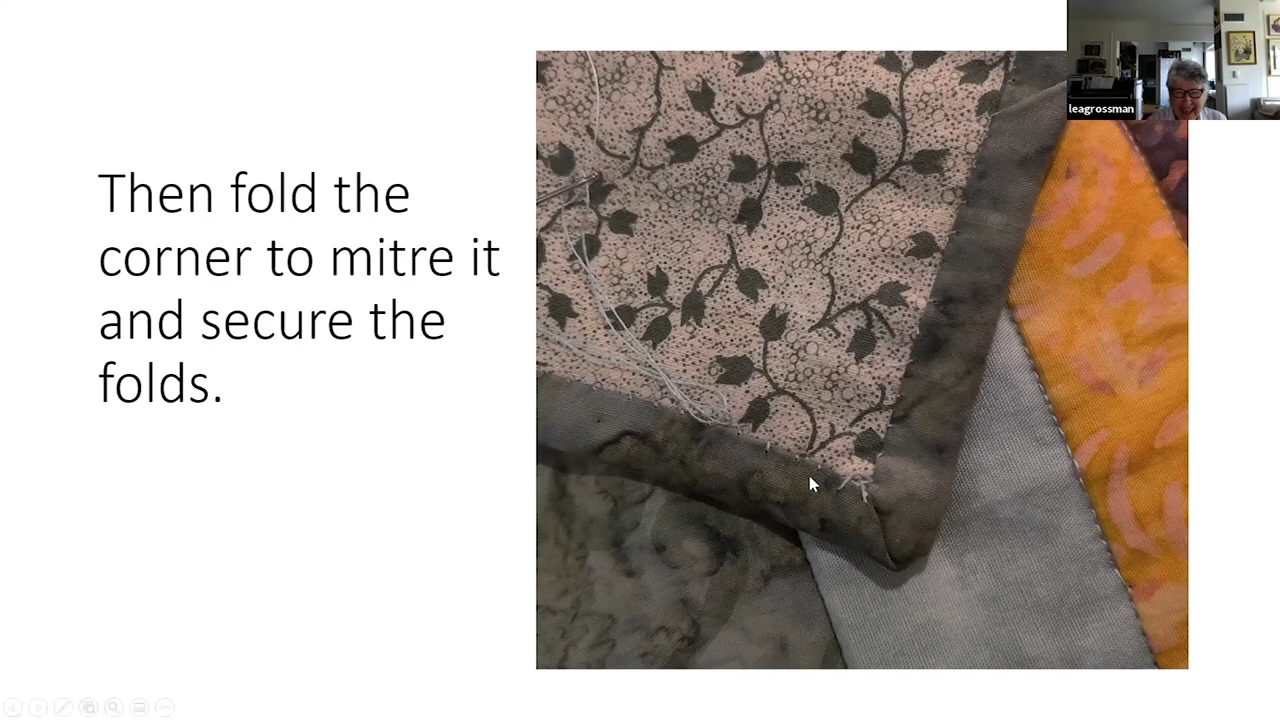 Then fold the
corner to mitre it
and secure the
folds.
leagrossman